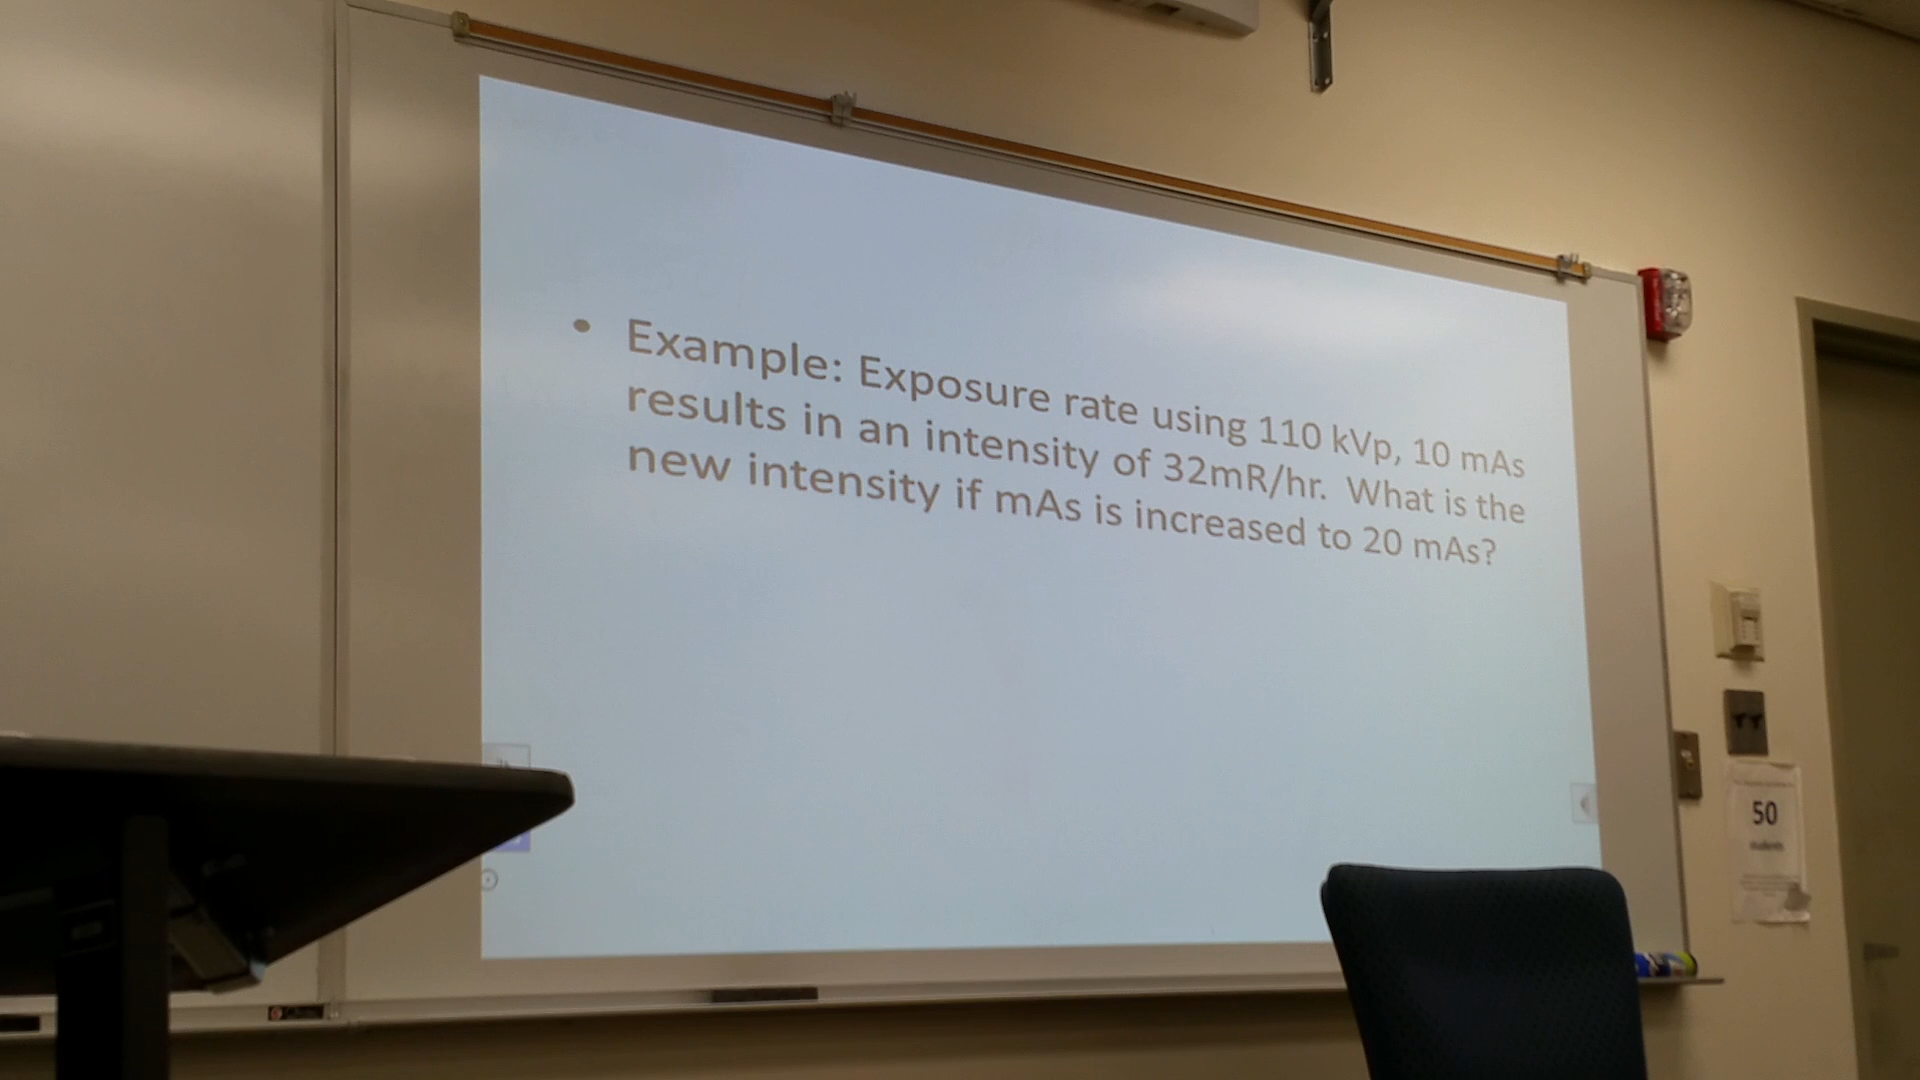 • Example: Exposure rate using 110 kVp, 10 mAs
results in an intensity of 32mR/hr. What is the
new intensity if mAs is increased to 20 mAs?
50
students